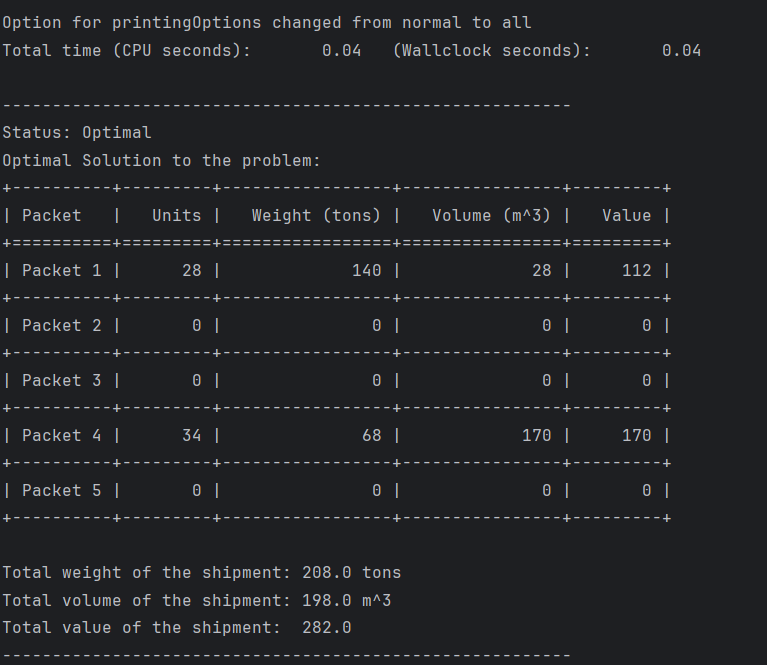 Option for printingOptions changed from normal to all
Total time (CPU seconds):       0.04   (Wallclock seconds):       0.04
---------------------------------------------------------
Status: Optimal
Optimal Solution to the problem:
+----------+---------+-----------------+----------------+---------+
| Packet   |   Units |   Weight (tons) |   Volume (m^3) |   Value |
+==========+=========+=================+================+=========+
| Packet 1 |      28 |             140 |             28 |     112 |
+----------+---------+-----------------+----------------+---------+
| Packet 2 |       0 |               0 |              0 |       0 |
+----------+---------+-----------------+----------------+---------+
| Packet 3 |       0 |               0 |              0 |       0 |
+----------+---------+-----------------+----------------+---------+
| Packet 4 |      34 |              68 |            170 |     170 |
+----------+---------+-----------------+----------------+---------+
| Packet 5 |       0 |               0 |              0 |       0 |
+----------+---------+-----------------+----------------+---------+
Total weight of the shipment: 208.0 tons
Total volume of the shipment: 198.0 m^3
Total value of the shipment:  282.0
---------------------------------------------------------